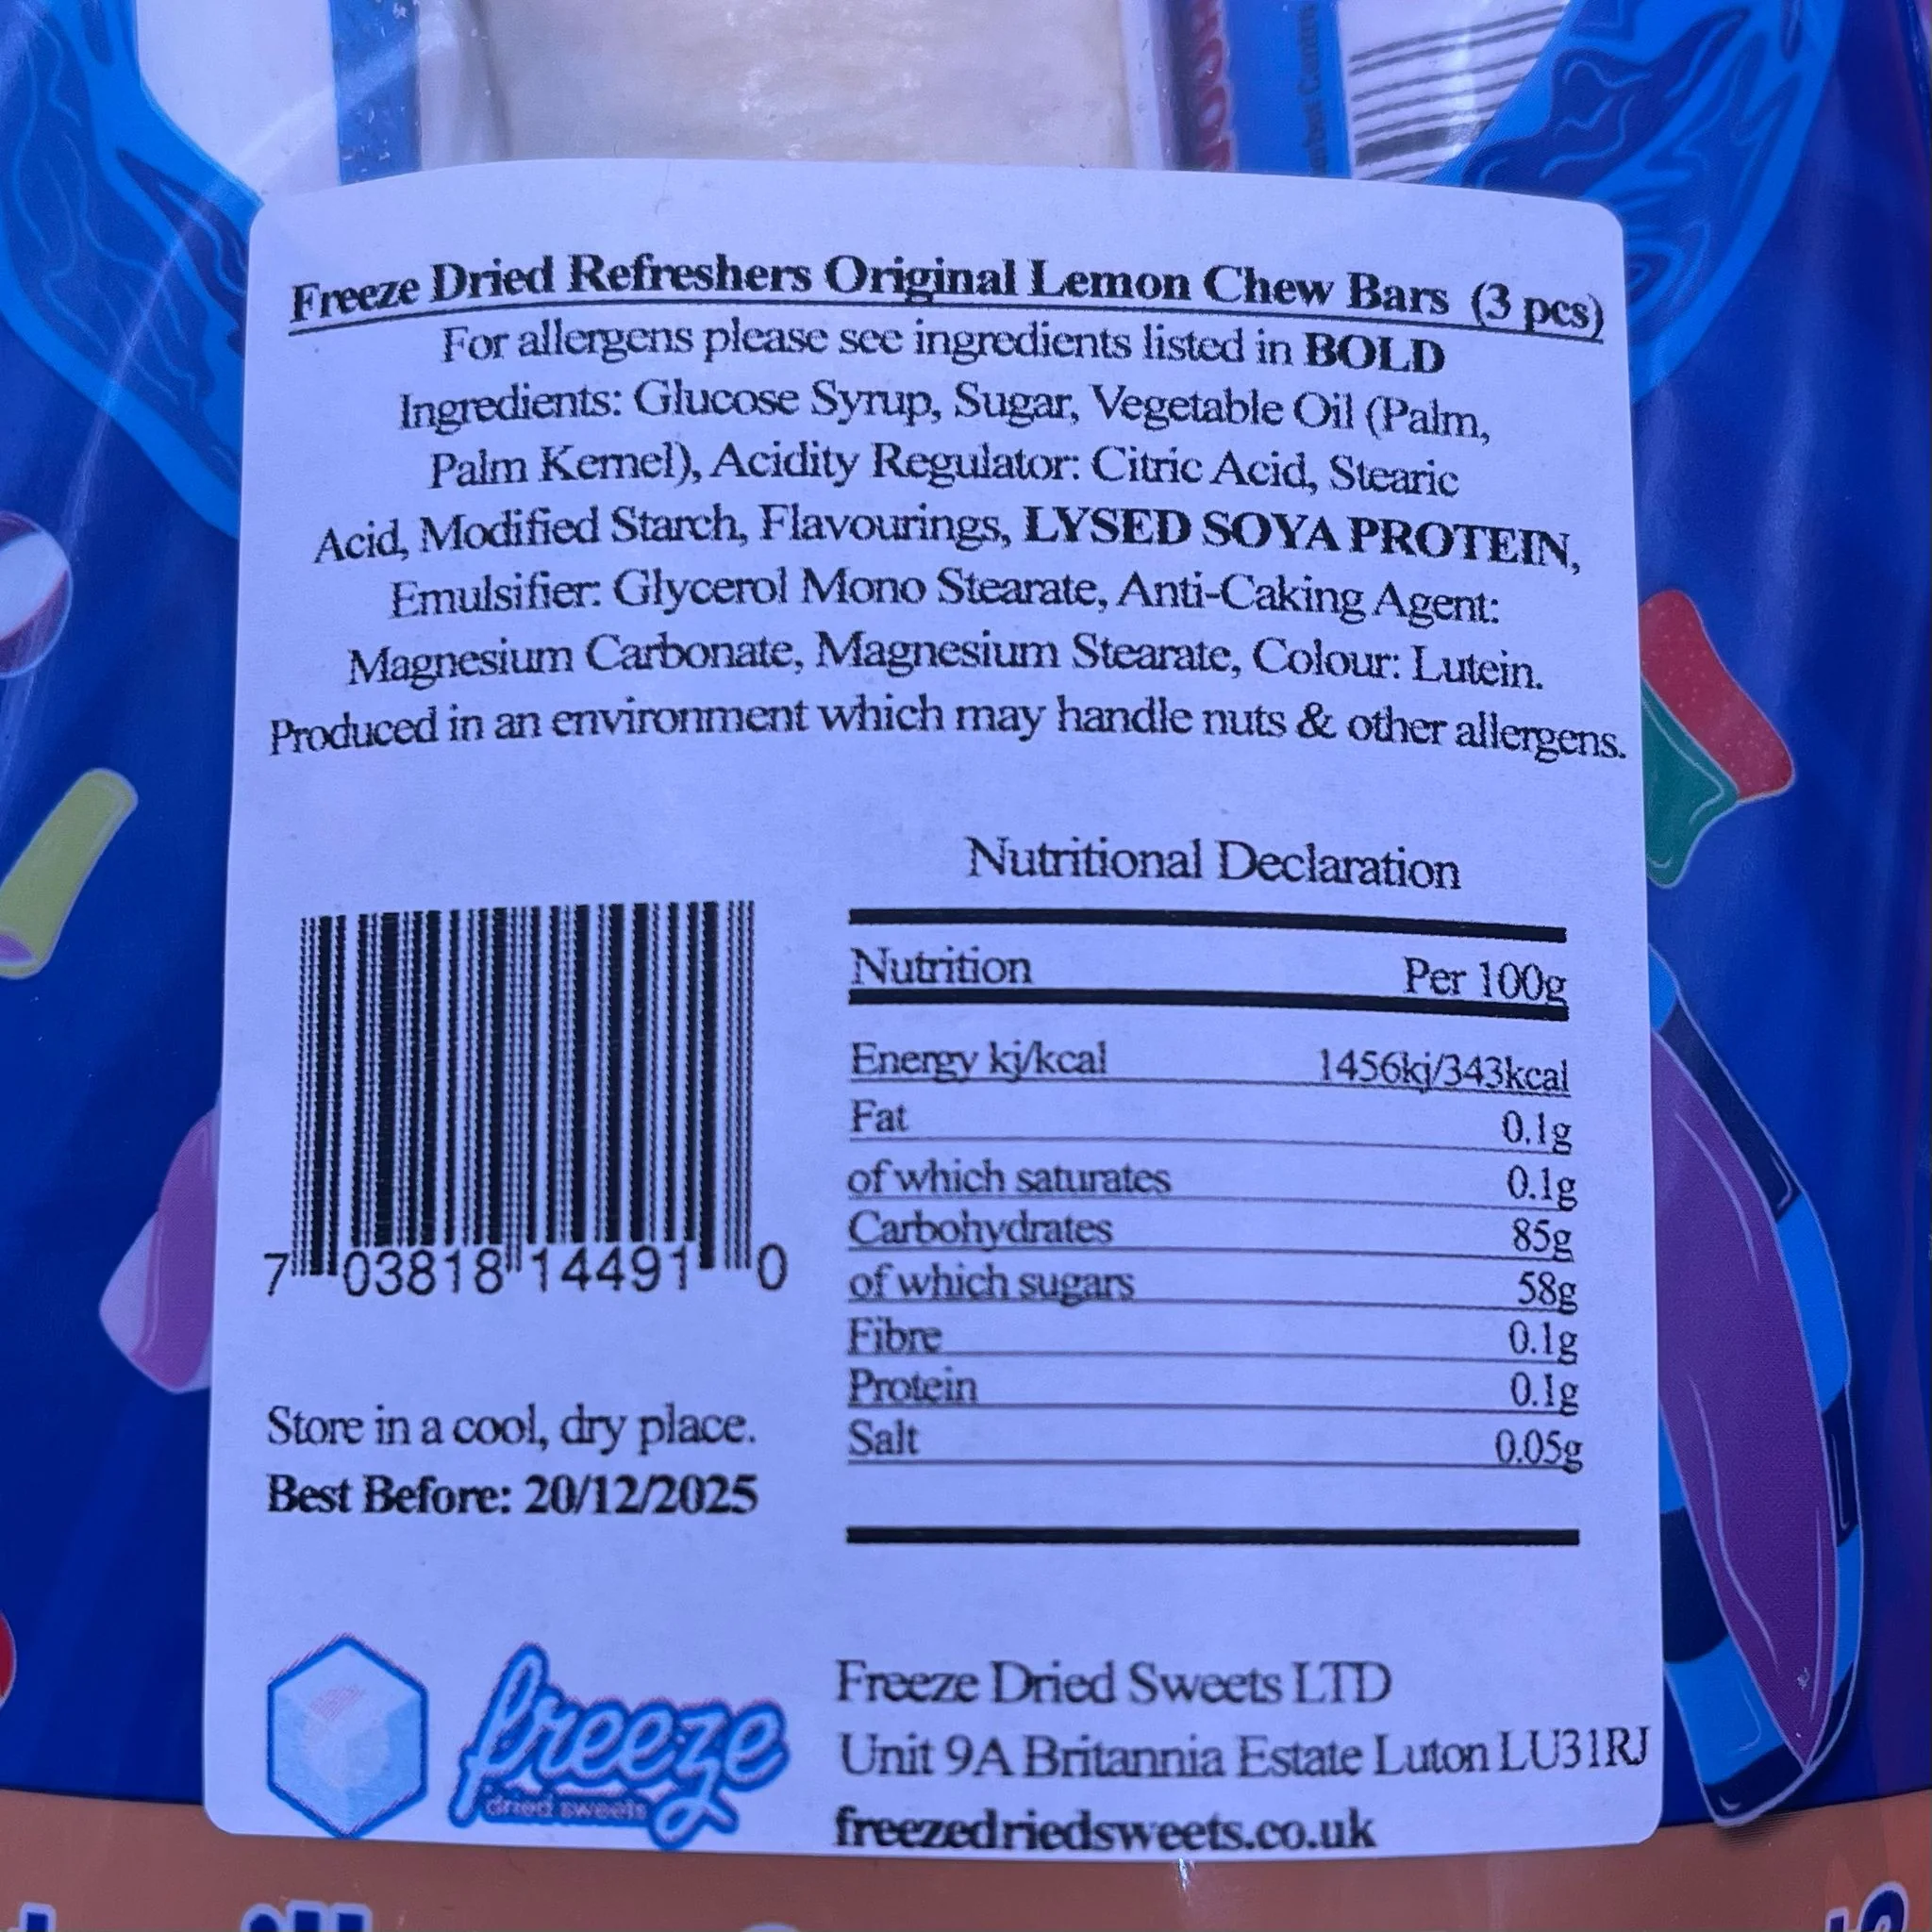 Freeze Dried Refreshers Original Lemon Chew Bars (3 pcs)
For allergens please see ingredients listed in BOLD
Ingredients: Glucose Syrup, Sugar, Vegetable Oil (Palm,
Palm Kernel), Acidity Regulator: Citric Acid, Stearic
Acid, Modified Starch, Flavourings, LYSED SOYA PROTEIN,
Emulsifier: Glycerol Mono Stearate, Anti-Caking Agent:
Magnesium Carbonate, Magnesium Stearate, Colour: Lutein.
Produced in an environment which may handle nuts & other allergens.
Nutritional Declaration
Nutrition Per 100g
Energy kj/kcal 1456kj/343kcal
Fat 0.1g
of which saturates 0.1g
Carbohydrates 85g
of which sugars 58g
Fibre 0.1g
Protein 0.1g
Salt 0.05g
7 03818 14491 0
Store in a cool, dry place.
Best Before: 20/12/2025
freeze
dried sweets
Freeze Dried Sweets LTD
Unit 9A Britannia Estate Luton LU31RJ
freezedriedsweets.co.uk